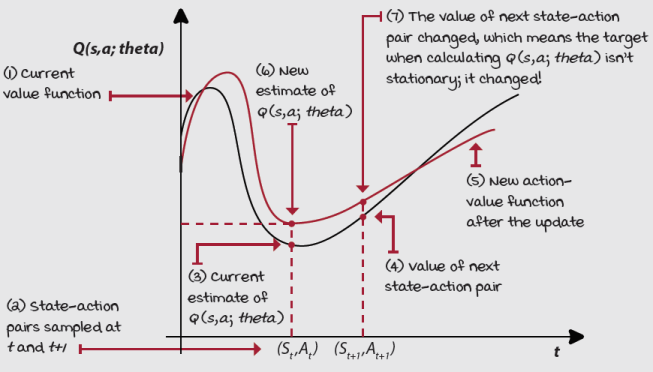 Q(s,a; theta)
(1) Current
value function
(6) New
estimate of
Q(s,a; theta)
(7) The value of next state-action
pair changed, which means the target
when calculating Q(s,a; theta) isn't
stationary; it changed!
(5) New action-
value function
after the update
(3) Current
estimate of
Q(s,a; theta)
(4) Value of next
state-action pair
(2) State-action
pairs sampled at
t and t+1
(St,At) (St+1,At+1)
t